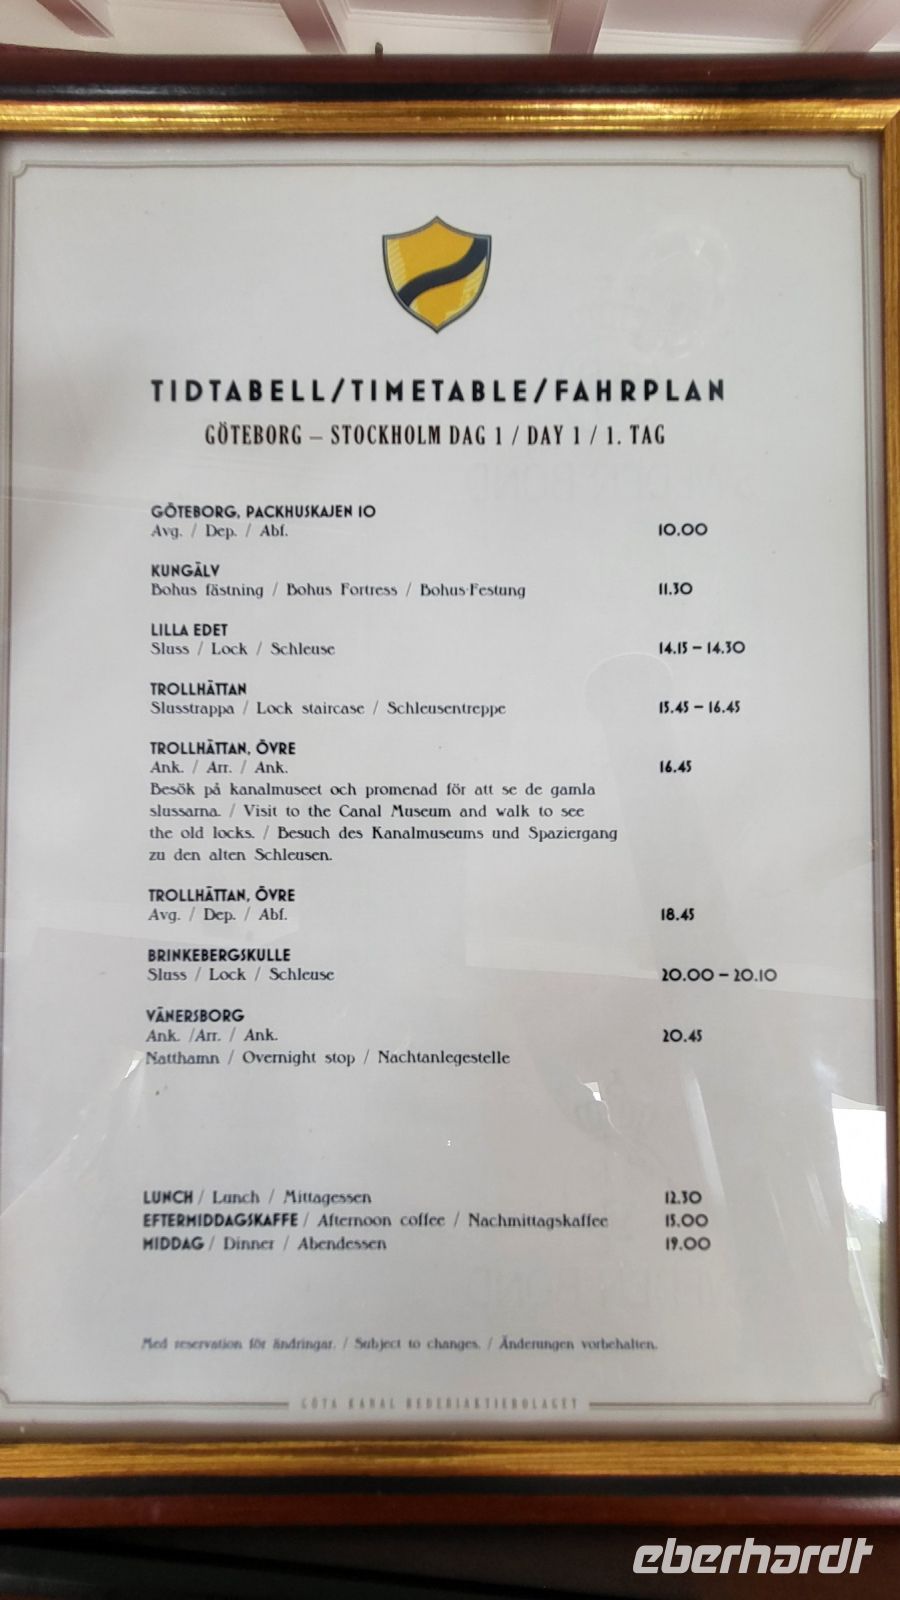 TIDTABELL/TIMETABLE/FAHRPLAN
GÖTEBORG – STOCKHOLM DAG 1 / DAY 1 / 1. TAG
GÖTEBORG, PACKHUSKAJEN 10
Avg. / Dep. / Abf. 10.00
KUNGÄLV
Bohus fästning / Bohus Fortress / Bohus-Festung 11.30
LILLA EDET
Sluss / Lock / Schleuse 14.15 – 14.30
TROLLHÄTTAN
Slusstrappa / Lock staircase / Schleusentreppe 15.45 – 16.45
TROLLHÄTTAN, ÖVRE
Ank. / Arr. / Ank. 16.45
Besök på kanalmuseet och promenad för att se de gamla
slussarna. / Visit to the Canal Museum and walk to see
the old locks. / Besuch des Kanalmuseums und Spaziergang
zu den alten Schleusen.
TROLLHÄTTAN, ÖVRE
Avg. / Dep. / Abf. 18.45
BRINKEBERGSKULLE
Sluss / Lock / Schleuse 20.00 – 20.10
VÄNERSBORG
Ank. /Arr. / Ank. 20.45
Natthamn / Overnight stop / Nachtanlegestelle
LUNCH / Lunch / Mittagessen 12.30
EFTERMIDDAGSKAFFE / Afternoon coffee / Nachmittagskaffee 15.00
MIDDAG / Dinner / Abendessen 19.00
Med reservation för ändringar. / Subject to changes. / Änderungen vorbehalten.
GÖTA KANAL REDERIAKTIEBOLAGET
eberhardt